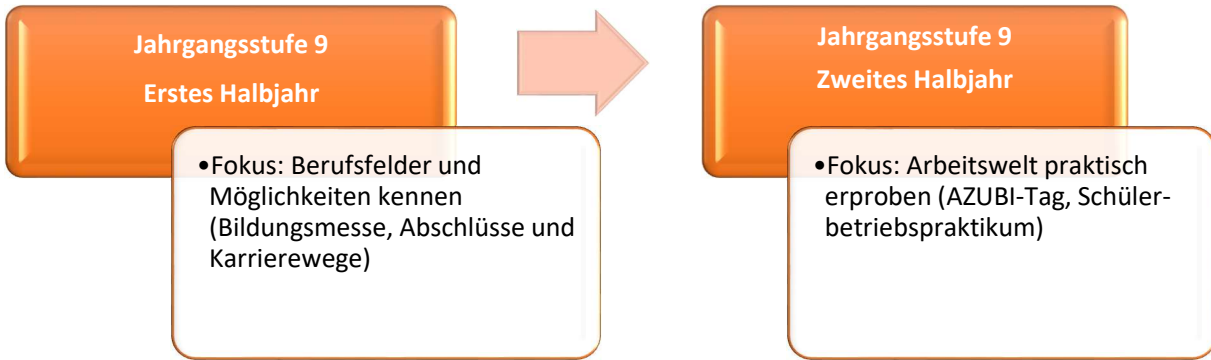 Jahrgangsstufe 9
Erstes Halbjahr
•Fokus: Berufsfelder und
Möglichkeiten kennen
(Bildungsmesse, Abschlüsse und
Karrierewege)
Jahrgangsstufe 9
Zweites Halbjahr
•Fokus: Arbeitswelt praktisch
erproben (AZUBI-Tag, Schüler-
betriebspraktikum)